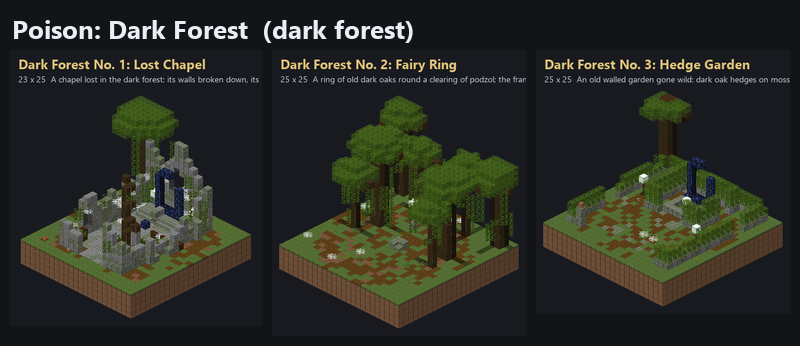 Poison: Dark Forest (dark forest)
Dark Forest No. 1: Lost Chapel
23 x 25 A chapel lost in the dark forest: its walls broken down, its
Dark Forest No. 2: Fairy Ring
25 x 25 A ring of old dark oaks round a clearing of podzol; the fran
Dark Forest No. 3: Hedge Garden
25 x 25 An old walled garden gone wild: dark oak hedges on moss